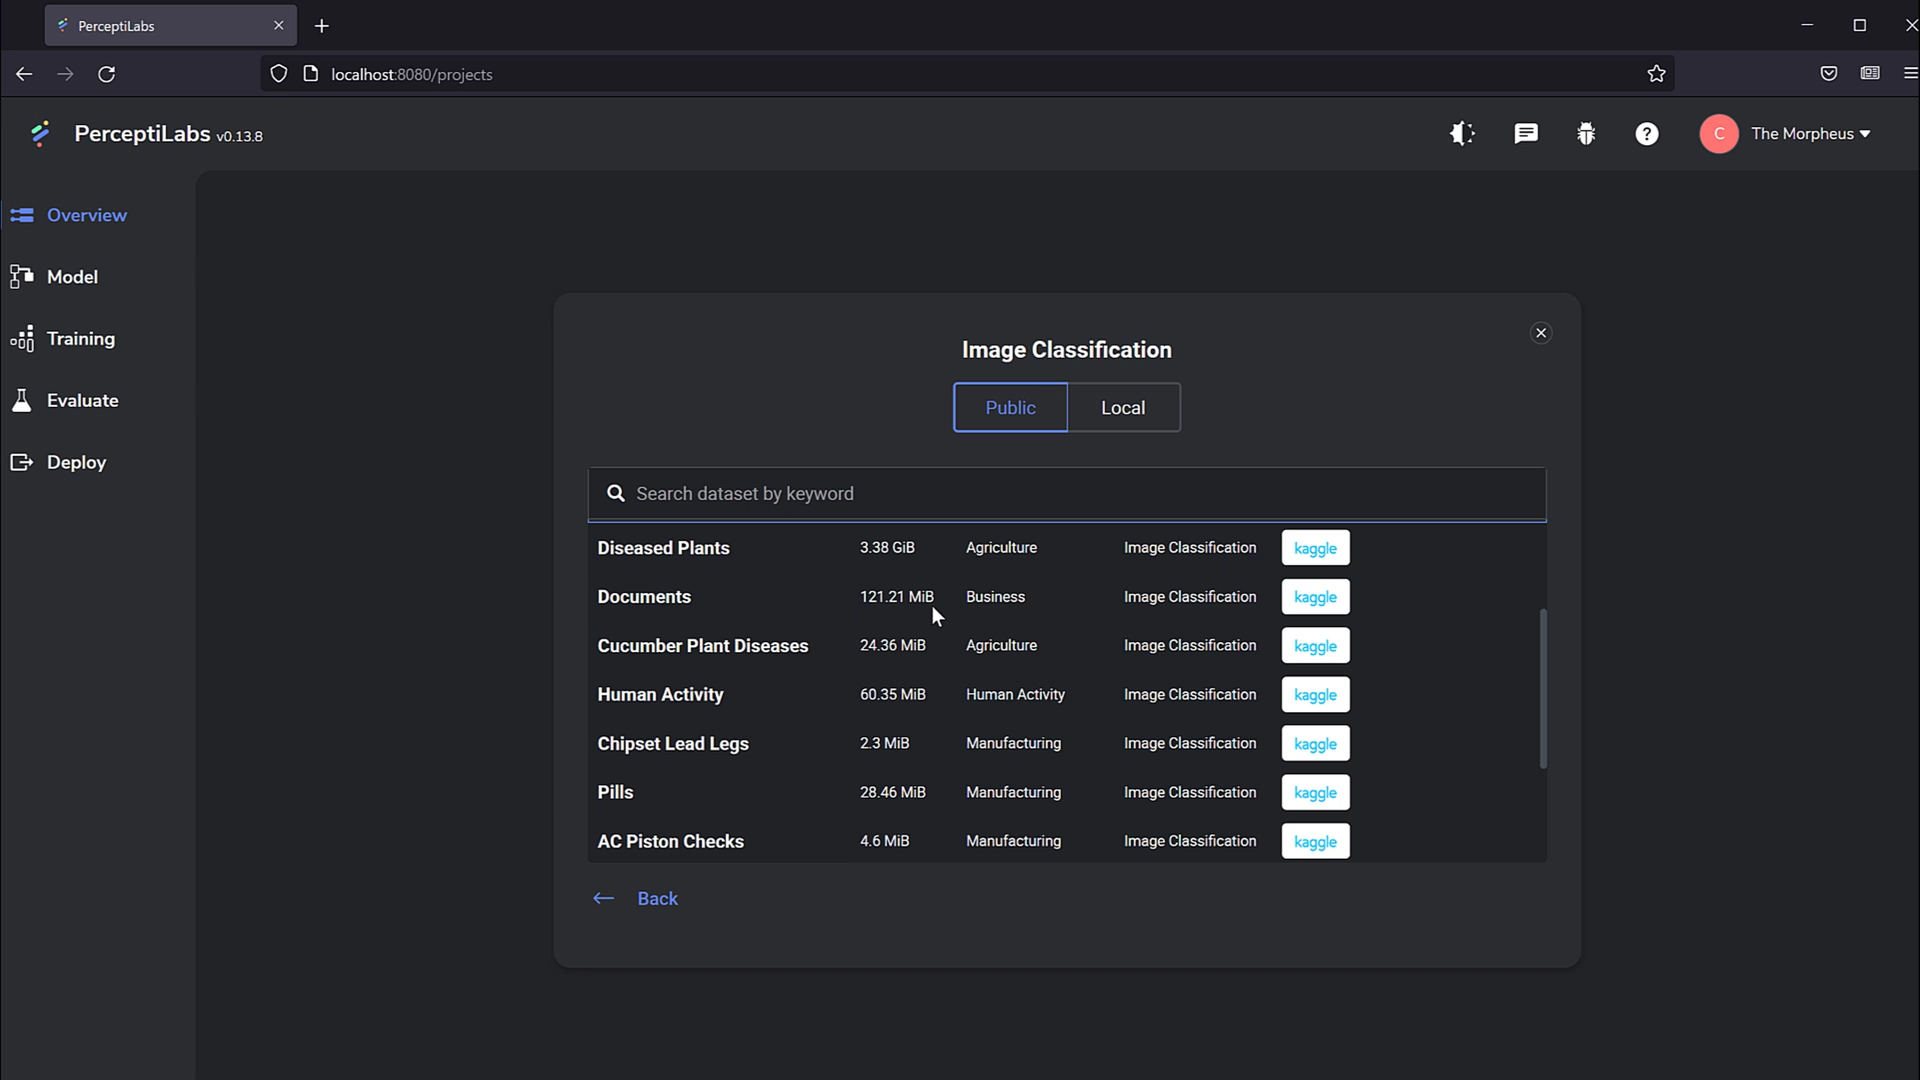 PerceptiLabs
localhost:8080/projects
PerceptiLabs v0.13.8
C The Morpheus
Overview
Model
Training
Evaluate
Deploy
Image Classification
Public Local
Search dataset by keyword
Diseased Plants 3.38 GiB Agriculture Image Classification kaggle
Documents 121.21 MiB Business Image Classification kaggle
Cucumber Plant Diseases 24.36 MiB Agriculture Image Classification kaggle
Human Activity 60.35 MiB Human Activity Image Classification kaggle
Chipset Lead Legs 2.3 MiB Manufacturing Image Classification kaggle
Pills 28.46 MiB Manufacturing Image Classification kaggle
AC Piston Checks 4.6 MiB Manufacturing Image Classification kaggle
Back